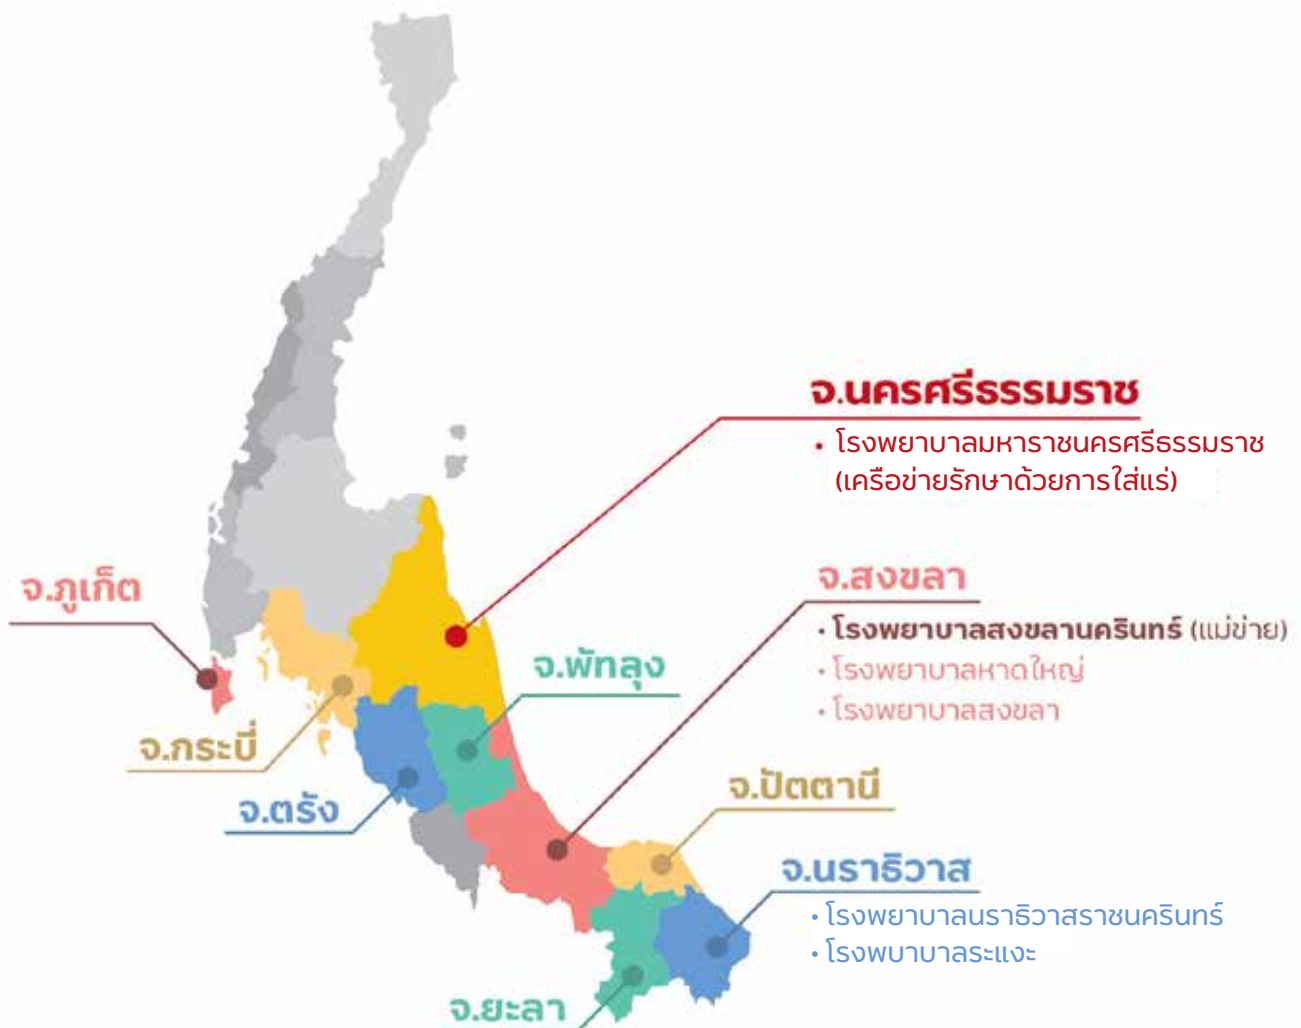 จ.นครศรีธรรมราช
• โรงพยาบาลมหาราชนครศรีธรรมราช
(เครือข่ายรักษาด้วยการใส่แร่)
จ.ภูเก็ต
จ.สงขลา
• โรงพยาบาลสงขลานครินทร์ (แม่ข่าย)
• โรงพยาบาลหาดใหญ่
• โรงพยาบาลสงขลา
จ.พัทลุง
จ.กระบี่
จ.ตรัง
จ.ปัตตานี
จ.นราธิวาส
• โรงพยาบาลนราธิวาสราชนครินทร์
• โรงพบาบาลระแงะ
จ.ยะลา